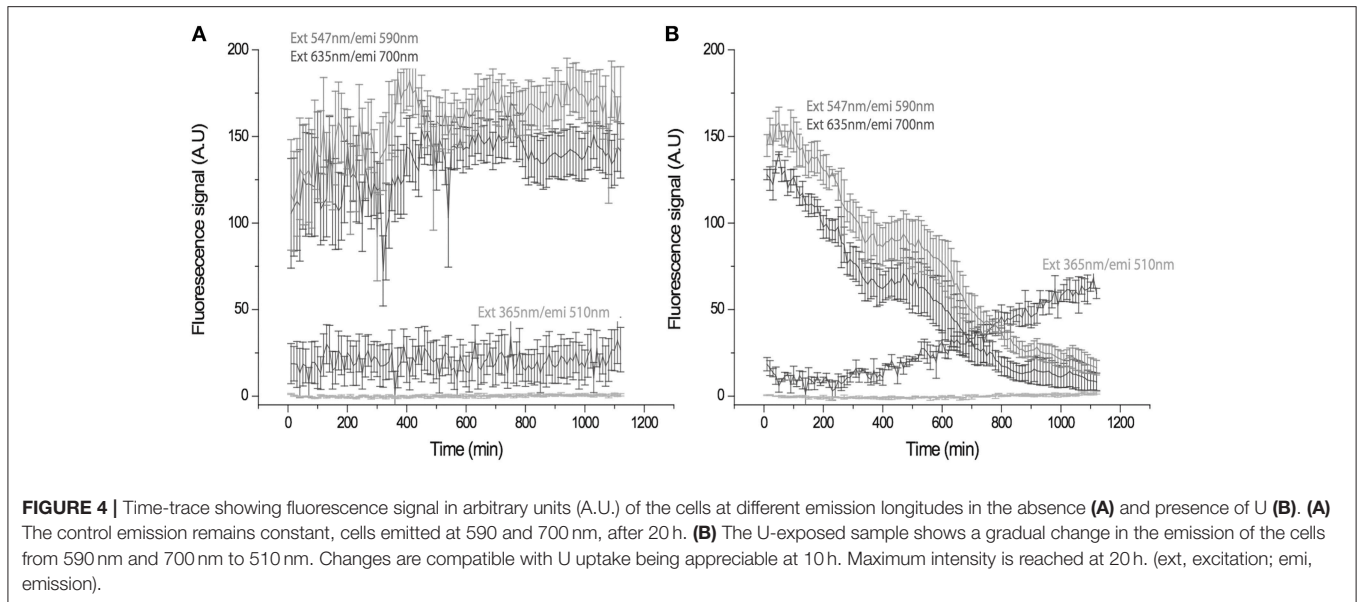 A
Ext 547nm/emi 590nm
Ext 635nm/emi 700nm
200
150
100
50
0
Fluoresecence signal (A.U)
Ext 365nm/emi 510nm
0 200 400 600 800 1000 1200
Time (min)
B
200
150
100
50
0
Fluorescence signal (A.U)
Ext 547nm/emi 590nm
Ext 635nm/emi 700nm
Ext 365nm/emi 510nm
0 200 400 600 800 1000 1200
Time (min)
FIGURE 4 | Time-trace showing fluorescence signal in arbitrary units (A.U.) of the cells at different emission longitudes in the absence (A) and presence of U (B). (A)
The control emission remains constant, cells emitted at 590 and 700 nm, after 20 h. (B) The U-exposed sample shows a gradual change in the emission of the cells
from 590 nm and 700 nm to 510 nm. Changes are compatible with U uptake being appreciable at 10 h. Maximum intensity is reached at 20 h. (ext, excitation; emi,
emission).